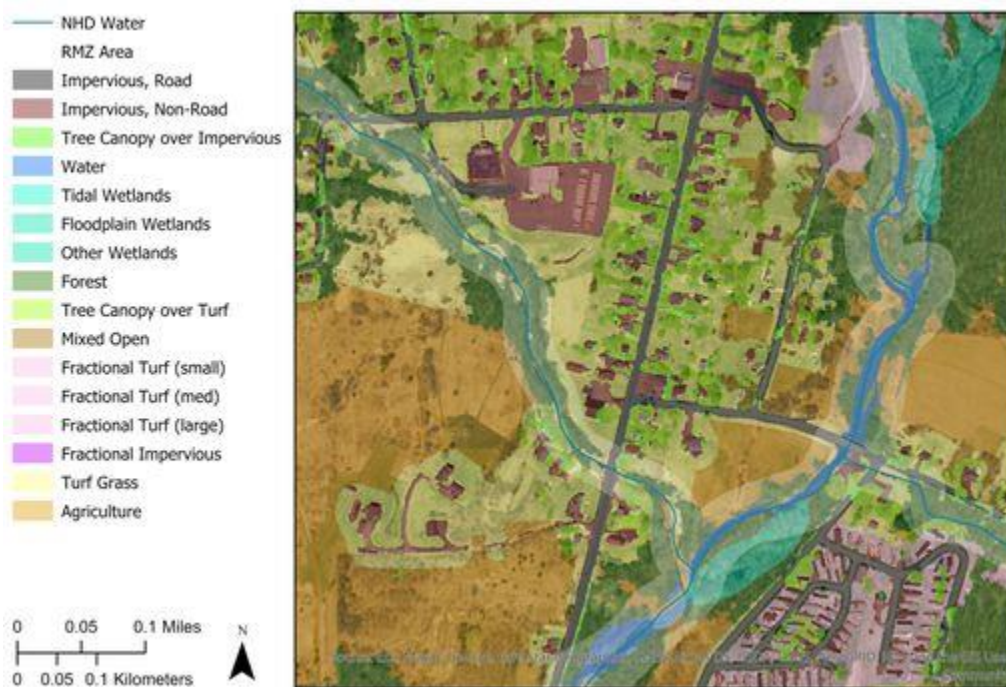 NHD Water
RMZ Area
Impervious, Road
Impervious, Non-Road
Tree Canopy over Impervious
Water
Tidal Wetlands
Floodplain Wetlands
Other Wetlands
Forest
Tree Canopy over Turf
Mixed Open
Fractional Turf (small)
Fractional Turf (med)
Fractional Turf (large)
Fractional Impervious
Turf Grass
Agriculture
0 0.05 0.1 Miles
0 0.05 0.1 Kilometers
N